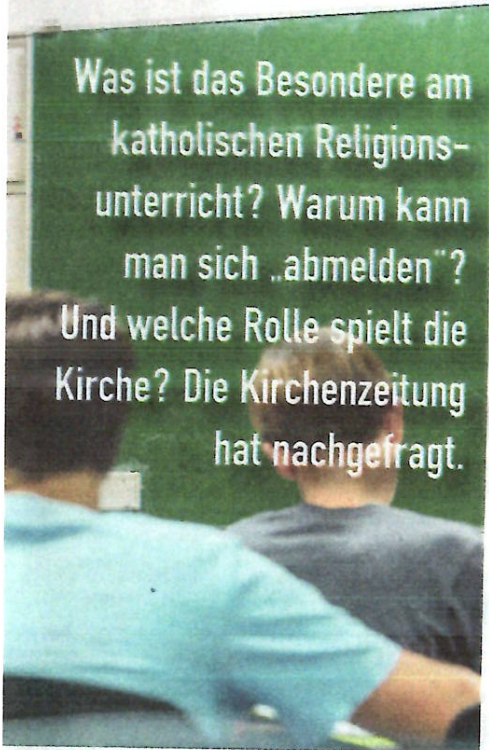 Was ist das Besondere am
katholischen Religions-
unterricht? Warum kann
man sich „abmelden"?
Und welche Rolle spielt die
Kirche? Die Kirchenzeitung
hat nachgefragt.